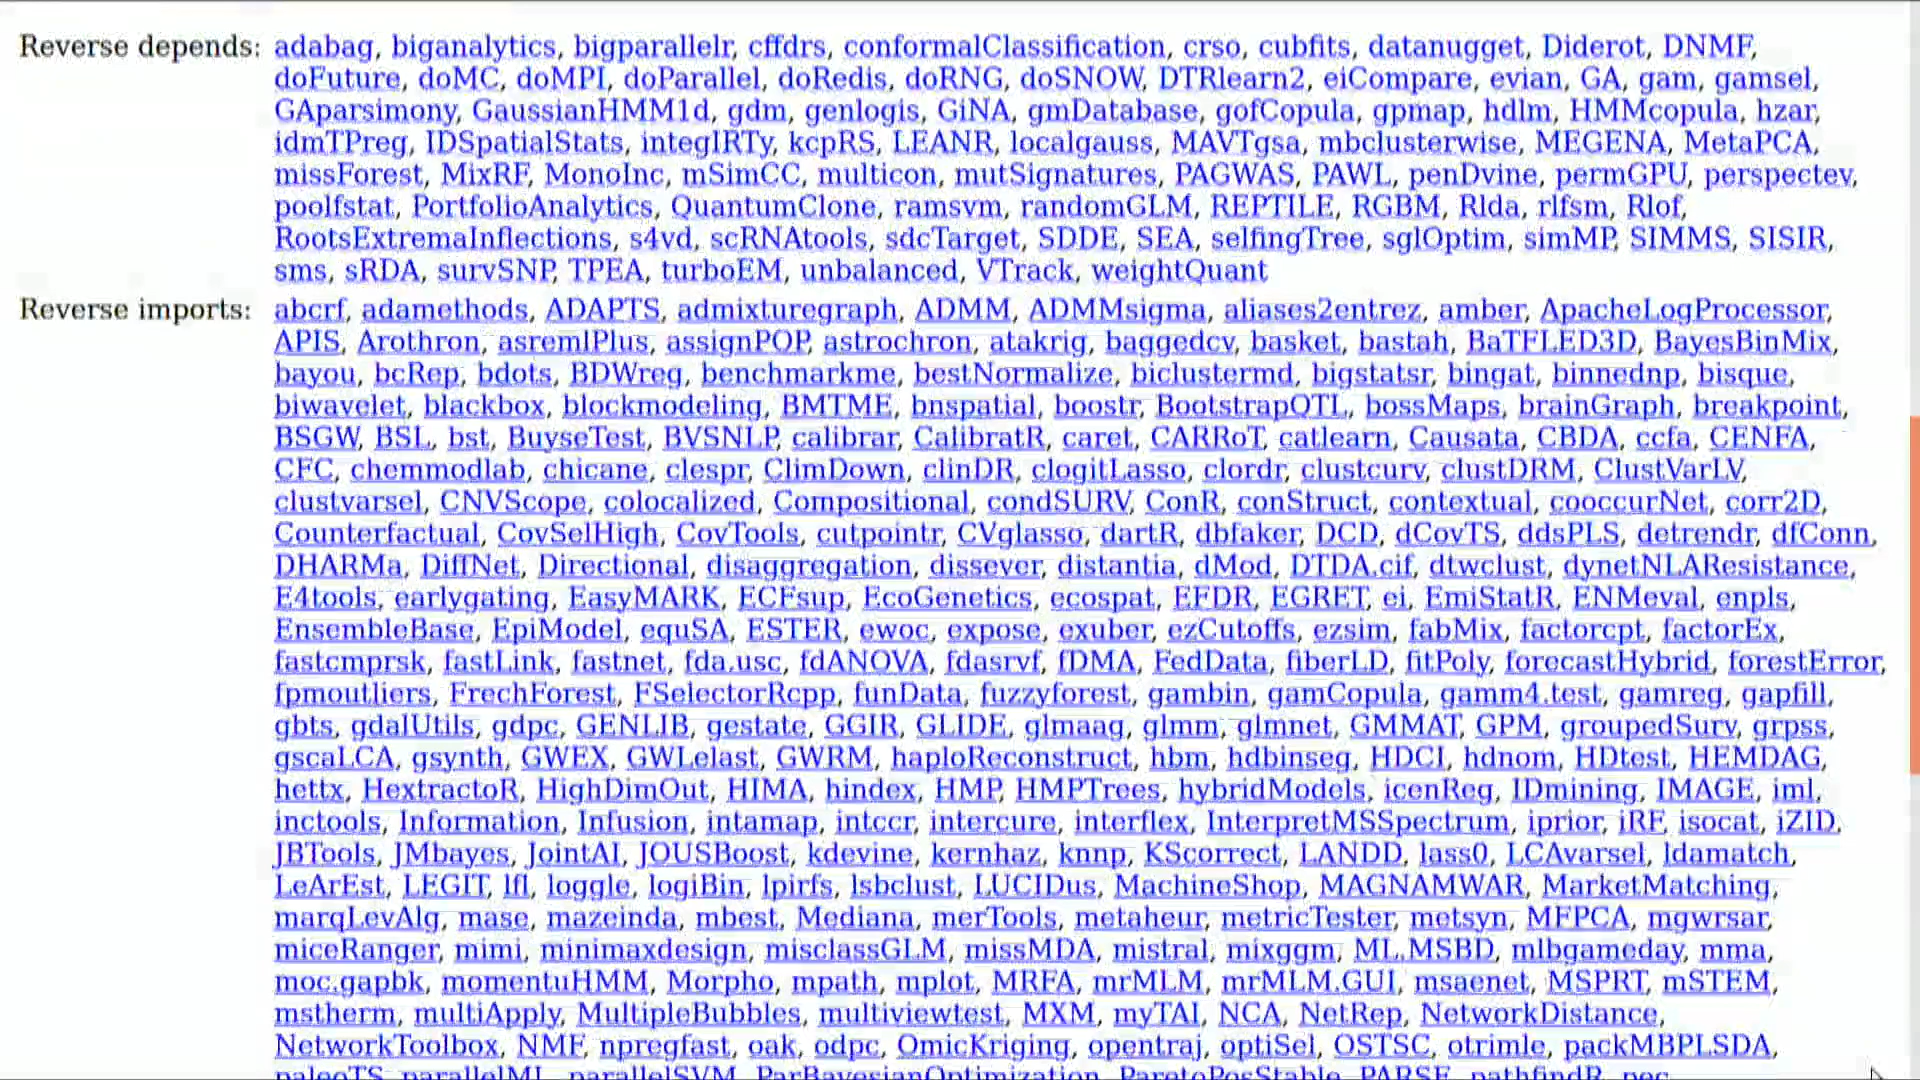 Reverse depends: adabag, biganalytics, bigparallelr, cffdrs, conformalClassification, crso, cubfits, datanugget, Diderot, DNMF,
doFuture, doMC, doMPI, doParallel, doRedis, doRNG, doSNOW, DTRlearn2, eiCompare, evian, GA, gam, gamsel,
GAparsimony, GaussianHMM1d, gdm, genlogis, GiNA, gmDatabase, gofCopula, gpmap, hdlm, HMMcopula, hzar,
idmTPreg, IDSpatialStats, integIRTy, kcpRS, LEANR, localgauss, MAVTgsa, mbclusterwise, MEGENA, MetaPCA,
missForest, MixRF, MonoInc, mSimCC, multicon, mutSignatures, PAGWAS, PAWL, penDvine, permGPU, perspectev,
poolfstat, PortfolioAnalytics, QuantumClone, ramsvm, randomGLM, REPTILE, RGBM, Rlda, rlfsm, Rlof,
RootsExtremaInflections, s4vd, scRNAtools, sdcTarget, SDDE, SEA, selfingTree, sglOptim, simMP, SIMMS, SISIR,
sms, sRDA, survSNP, TPEA, turboEM, unbalanced, VTrack, weightQuant
Reverse imports: abcrf, adamethods, ADAPTS, admixturegraph, ADMM, ADMMsigma, aliases2entrez, amber, ApacheLogProcessor,
APIS, Arothron, asremlPlus, assignPOP, astrochron, atakrig, baggedcv, basket, bastah, BaTFLED3D, BayesBinMix,
bayou, bcRep, bdots, BDWreg, benchmarkme, bestNormalize, biclustermd, bigstatsr, bingat, binnednp, bisque,
biwavelet, blackbox, blockmodeling, BMTME, bnspatial, boostr, BootstrapQTL, bossMaps, brainGraph, breakpoint,
BSGW, BSL, bst, BuyseTest, BVSNLP, calibrar, CalibratR, caret, CARRoT, catlearn, Causata, CBDA, ccfa, CENFA,
CFC, chemmodlab, chicane, clespr, ClimDown, clinDR, clogitLasso, clordr, clustcurv, clustDRM, ClustVarLV,
clustvarsel, CNVScope, colocalized, Compositional, condSURV, ConR, conStruct, contextual, cooccurNet, corr2D,
Counterfactual, CovSelHigh, CovTools, cutpointr, CVglasso, dartR, dbfaker, DCD, dCovTS, ddsPLS, detrendr, dfConn,
DHARMa, DiffNet, Directional, disaggregation, dissever, distantia, dMod, DTDA.cif, dtwclust, dynetNLAResistance,
E4tools, earlygating, EasyMARK, ECFsup, EcoGenetics, ecospat, EFDR, EGRET, ei, EmiStatR, ENMeval, enpls,
EnsembleBase, EpiModel, equSA, ESTER, ewoc, expose, exuber, ezCutoffs, ezsim, fabMix, factorcpt, factorEx,
fastcmprsk, fastLink, fastnet, fda.usc, fdANOVA, fdasrvf, fDMA, FedData, fiberLD, fitPoly, forecastHybrid, forestError,
fpmoutliers, FrechForest, FSelectorRcpp, funData, fuzzyforest, gambin, gamCopula, gamm4.test, gamreg, gapfill,
gbts, gdalUtils, gdpc, GENLIB, gestate, GGIR, GLIDE, glmaag, glmm, glmnet, GMMAT, GPM, groupedSurv, grpss,
gscaLCA, gsynth, GWEX, GWLelast, GWRM, haploReconstruct, hbm, hdbinseg, HDCI, hdnom, HDtest, HEMDAG,
hettx, HextractoR, HighDimOut, HIMA, hindex, HMP, HMPTrees, hybridModels, icenReg, IDmining, IMAGE, iml,
inctools, Information, Infusion, intamap, intccr, intercure, interflex, InterpretMSSpectrum, iprior, iRF, isocat, iZID,
JBTools, JMbayes, JointAI, JOUSBoost, kdevine, kernhaz, knnp, KScorrect, LANDD, lass0, LCAvarsel, ldamatch,
LeArEst, LEGIT, lfl, loggle, logiBin, lpirfs, lsbclust, LUCIDus, MachineShop, MAGNAMWAR, MarketMatching,
marqLevAlg, mase, mazeinda, mbest, Mediana, merTools, metaheur, metricTester, metsyn, MFPCA, mgwrsar,
miceRanger, mimi, minimaxdesign, misclassGLM, missMDA, mistral, mixggm, ML.MSBD, mlbgameday, mma,
moc.gapbk, momentuHMM, Morpho, mpath, mplot, MRFA, mrMLM, mrMLM.GUI, msaenet, MSPRT, mSTEM,
mstherm, multiApply, MultipleBubbles, multiviewtest, MXM, myTAI, NCA, NetRep, NetworkDistance,
NetworkToolbox, NMF, npregfast, oak, odpc, OmicKriging, opentraj, optiSel, OSTSC, otrimle, packMBPLSDA,
paleoTS, parallelML, parallelSVM, ParBayesianOptimization, ParetoPosStable, PARSE, pathfindR, pec,